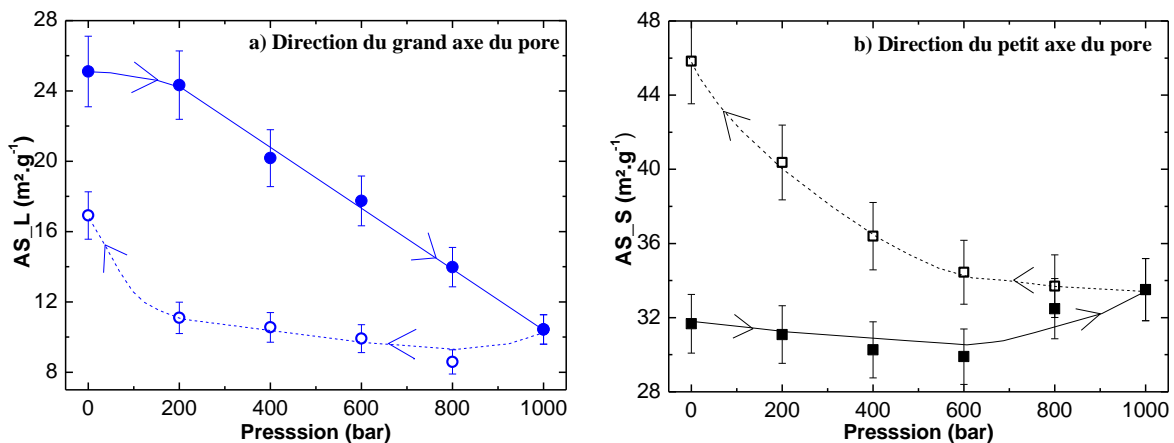 a) Direction du grand axe du pore
28
24
20
16
12
8
AS_L (m².g⁻¹)
0 200 400 600 800 1000
Presssion (bar)
b) Direction du petit axe du pore
48
44
40
36
32
28
AS_S (m².g⁻¹)
0 200 400 600 800 1000
Presssion (bar)